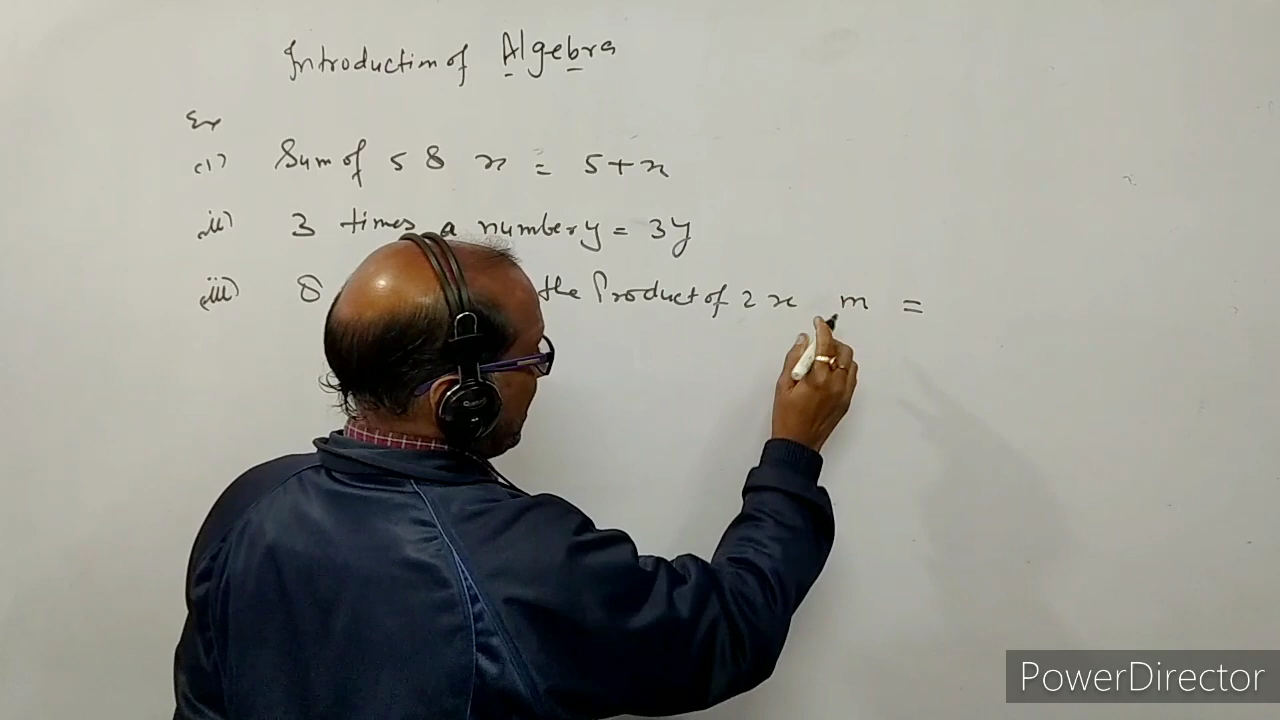 Introduction of Algebra
Ex
(i) Sum of 5 & x = 5+x
(ii) 3 times a number y = 3y
(iii) 8 the Product of 2 x m =
PowerDirector